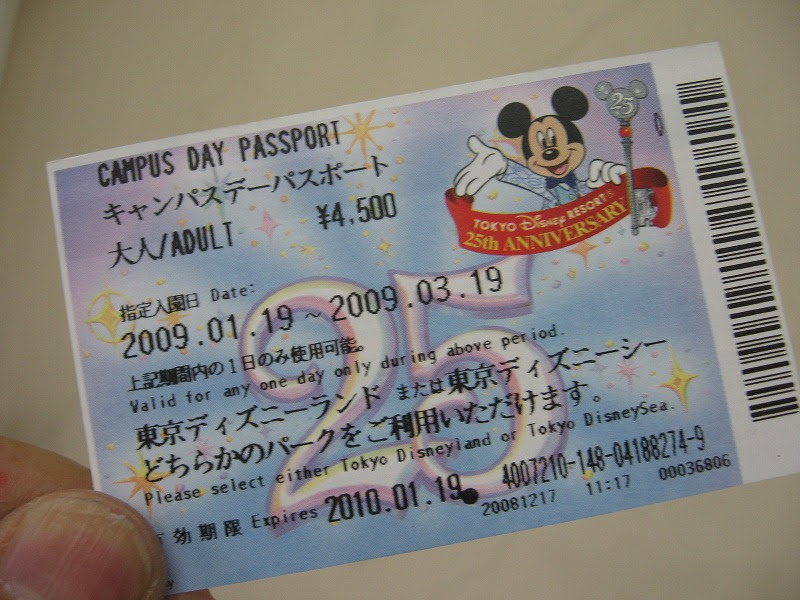 CAMPUS DAY PASSPORT
キャンパスデーパスポート
大人/ADULT ¥4,500
25
TOKYO Disney RESORT®
25th ANNIVERSARY
指定入園日 Date:
2009.01.19 ~ 2009.03.19
上記期間内の1日のみ使用可能。
Valid for any one day only during above period.
東京ディズニーランド または東京ディズニーシー
どちらかのパークをご利用いただけます。
Please select either Tokyo Disneyland or Tokyo DisneySea.
効期限 Expires 2010.01.19
4007210-148-04188274-9
20081217 11:17 00036806
25